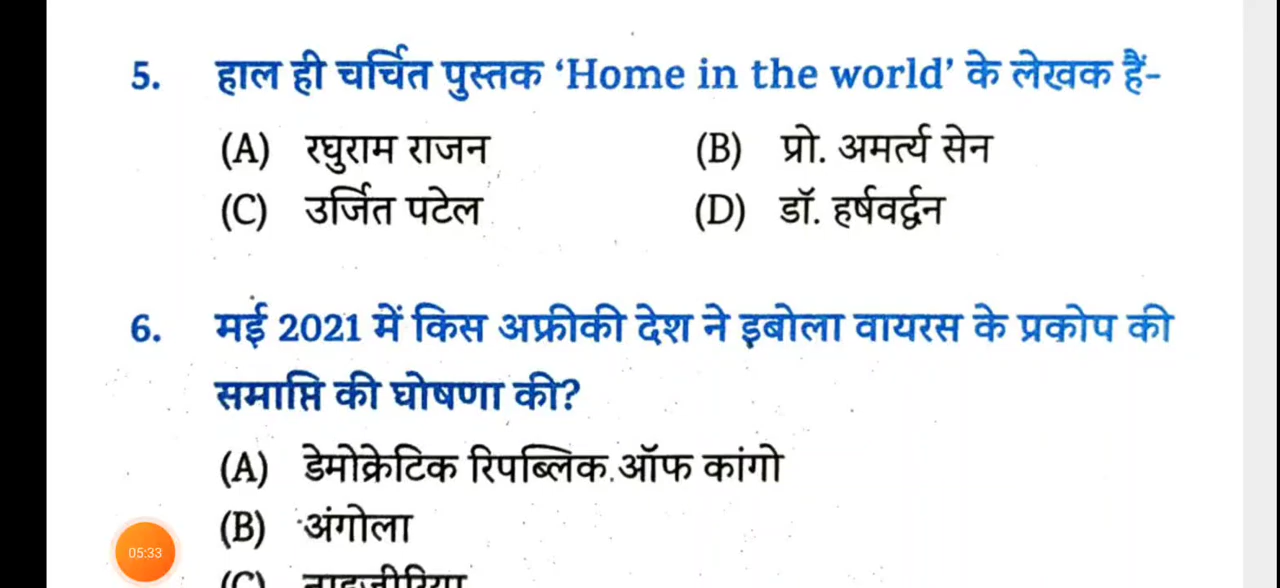 5. हाल ही चर्चित पुस्तक ‘Home in the world’ के लेखक हैं-
(A) रघुराम राजन (B) प्रो. अमर्त्य सेन
(C) उर्जित पटेल (D) डॉ. हर्षवर्द्धन
6. मई 2021 में किस अफ्रीकी देश ने इबोला वायरस के प्रकोप की
समाप्ति की घोषणा की?
(A) डेमोक्रेटिक रिपब्लिक ऑफ कांगो
(B) अंगोला
(C) नाइजीरिया
05:33